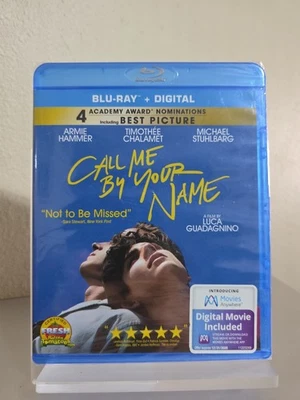 BLU-RAY + DIGITAL
4 ACADEMY AWARD® NOMINATIONS
including BEST PICTURE
ARMIE HAMMER
TIMOTHÉE CHALAMET
MICHAEL STUHLBARG
CALL ME
BY YOUR
NAME
"Not to Be Missed"
A FILM BY
LUCA
GUADAGNINO
INTRODUCING
Movies
Anywhere
Digital Movie
Included
FRESH